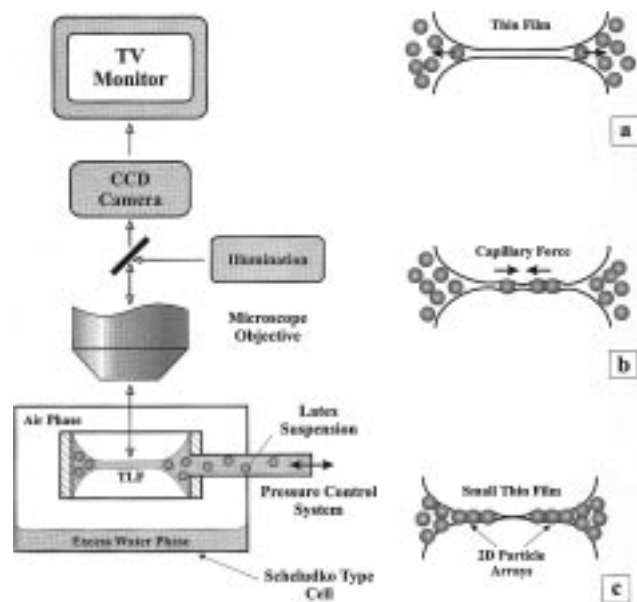 TV
Monitor
CCD
Camera
Illumination
Microscope
Objective
Air Phase
Latex
Suspension
TLF
Pressure Control
System
Excess Water Phase
Scheludko Type
Cell
Thin Film
a
Capillary Force
b
Small Thin Film
2D Particle
Arrays
c